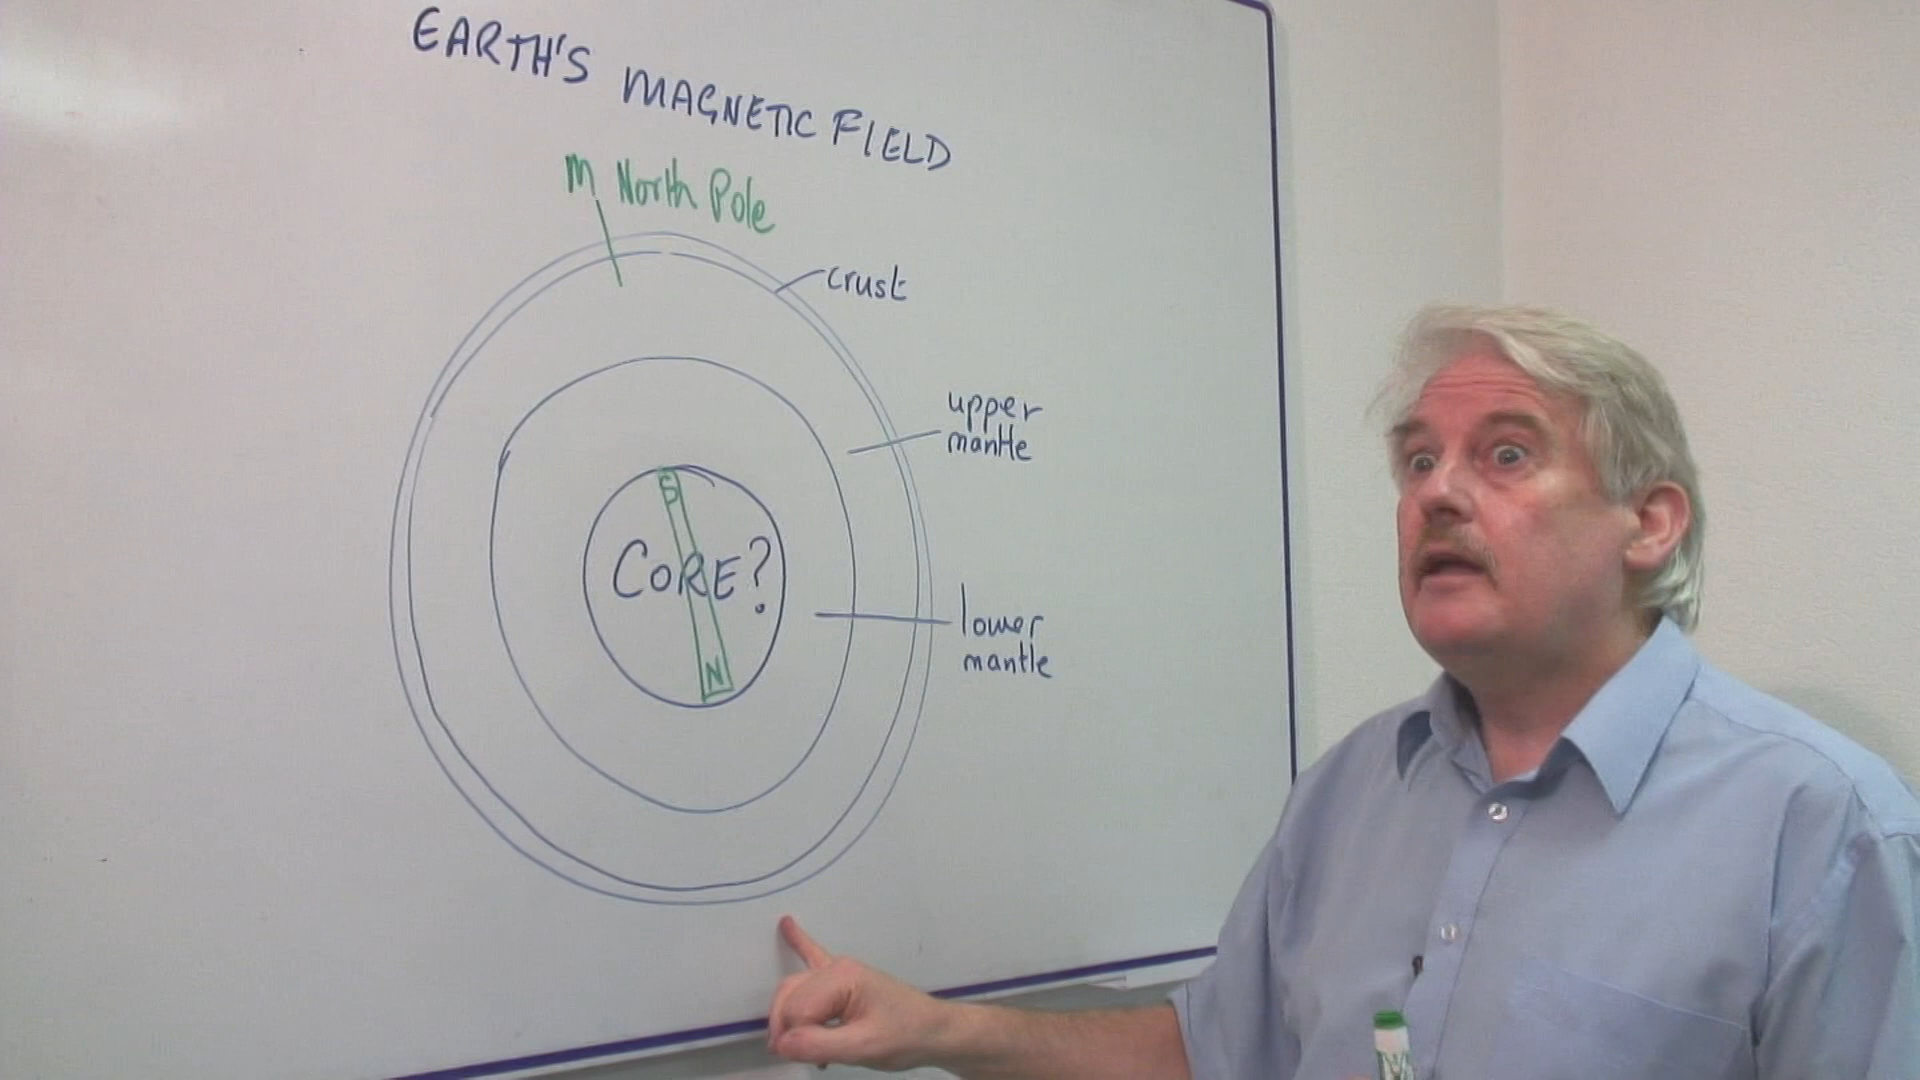 EARTH'S MAGNETIC FIELD
M North Pole
crust
upper
mantle
S
CORE?
lower
mantle
N